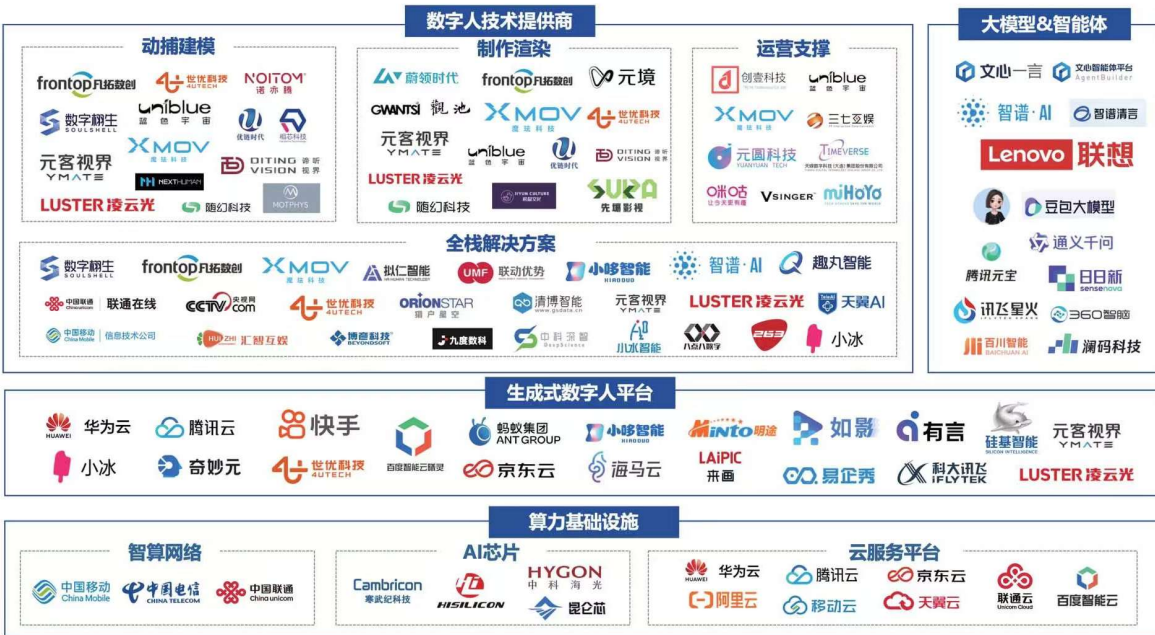 数字人技术提供商
动捕建模
frontop凡拓数创
世优科技
4UTECH
NOITOM
诺亦腾
数字栩生
SOULSHELL
uniblue
蓝色宇宙
优链时代
相芯科技
XMOV
魔珐科技
元客视界
YMATE
NEXTHUMAN
DITING 谛听
VISION 视界
LUSTER 凌云光
随幻科技
MOTPHYS
制作渲染
蔚领时代
frontop凡拓数创
元境
GWANTSI 觀池
XMOV
魔珐科技
世优科技
4UTECH
元客视界
YMATE
uniblue
蓝色宇宙
优链时代
DITING 谛听
VISION 视界
LUSTER 凌云光
随幻科技
SUPA
先壤影视
运营支撑
创壹科技
uniblue
蓝色宇宙
XMOV
魔珐科技
三七互娱
元圆科技
YUANYUAN TECH
TIMEVERSE
咪咕
让今天更有趣
VSINGER
miHoYo
全栈解决方案
数字栩生
SOULSHELL
frontop凡拓数创
XMOV
魔珐科技
拟仁智能
UMF
联动优势
小哆智能
XIAODUO
智谱·AI
趣丸智能
中国联通
China unicom
联通在线
CCTV.com
央视网
世优科技
4UTECH
ORIONSTAR
猎户星空
清博智能
www.gsdata.cn
元客视界
YMATE
LUSTER 凌云光
TeleAI
天翼AI
中国移动
China Mobile
信息技术公司
HUIZHI 汇智互娱
博彦科技
BEYONDSOFT
九度数科
中科深智
DeepScience
小水智能
八点八数字
263
小冰
大模型&智能体
文心一言
文心智能体平台
AgentBuilder
智谱·AI
智谱清言
Lenovo 联想
豆包大模型
腾讯元宝
通义千问
日日新
sensenova
讯飞星火
360智脑
百川智能
BAICHUAN AI
澜码科技
生成式数字人平台
HUAWEI
华为云
腾讯云
快手
百度智能云曦灵
蚂蚁集团
ANT GROUP
小哆智能
XIAODUO
MiNTO明途
如影
有言
硅基智能
SILICON INTELLIGENCE
元客视界
YMATE
小冰
奇妙元
世优科技
4UTECH
京东云
海马云
LAiPIC
来画
易企秀
科大讯飞
iFLYTEK
LUSTER 凌云光
算力基础设施
智算网络
中国移动
China Mobile
中国电信
CHINA TELECOM
中国联通
China unicom
AI芯片
Cambricon
寒武纪科技
HISILICON
HYGON
中科海光
昆仑芯
云服务平台
HUAWEI
华为云
腾讯云
京东云
联通云
Unicom Cloud
百度智能云
阿里云
移动云
天翼云